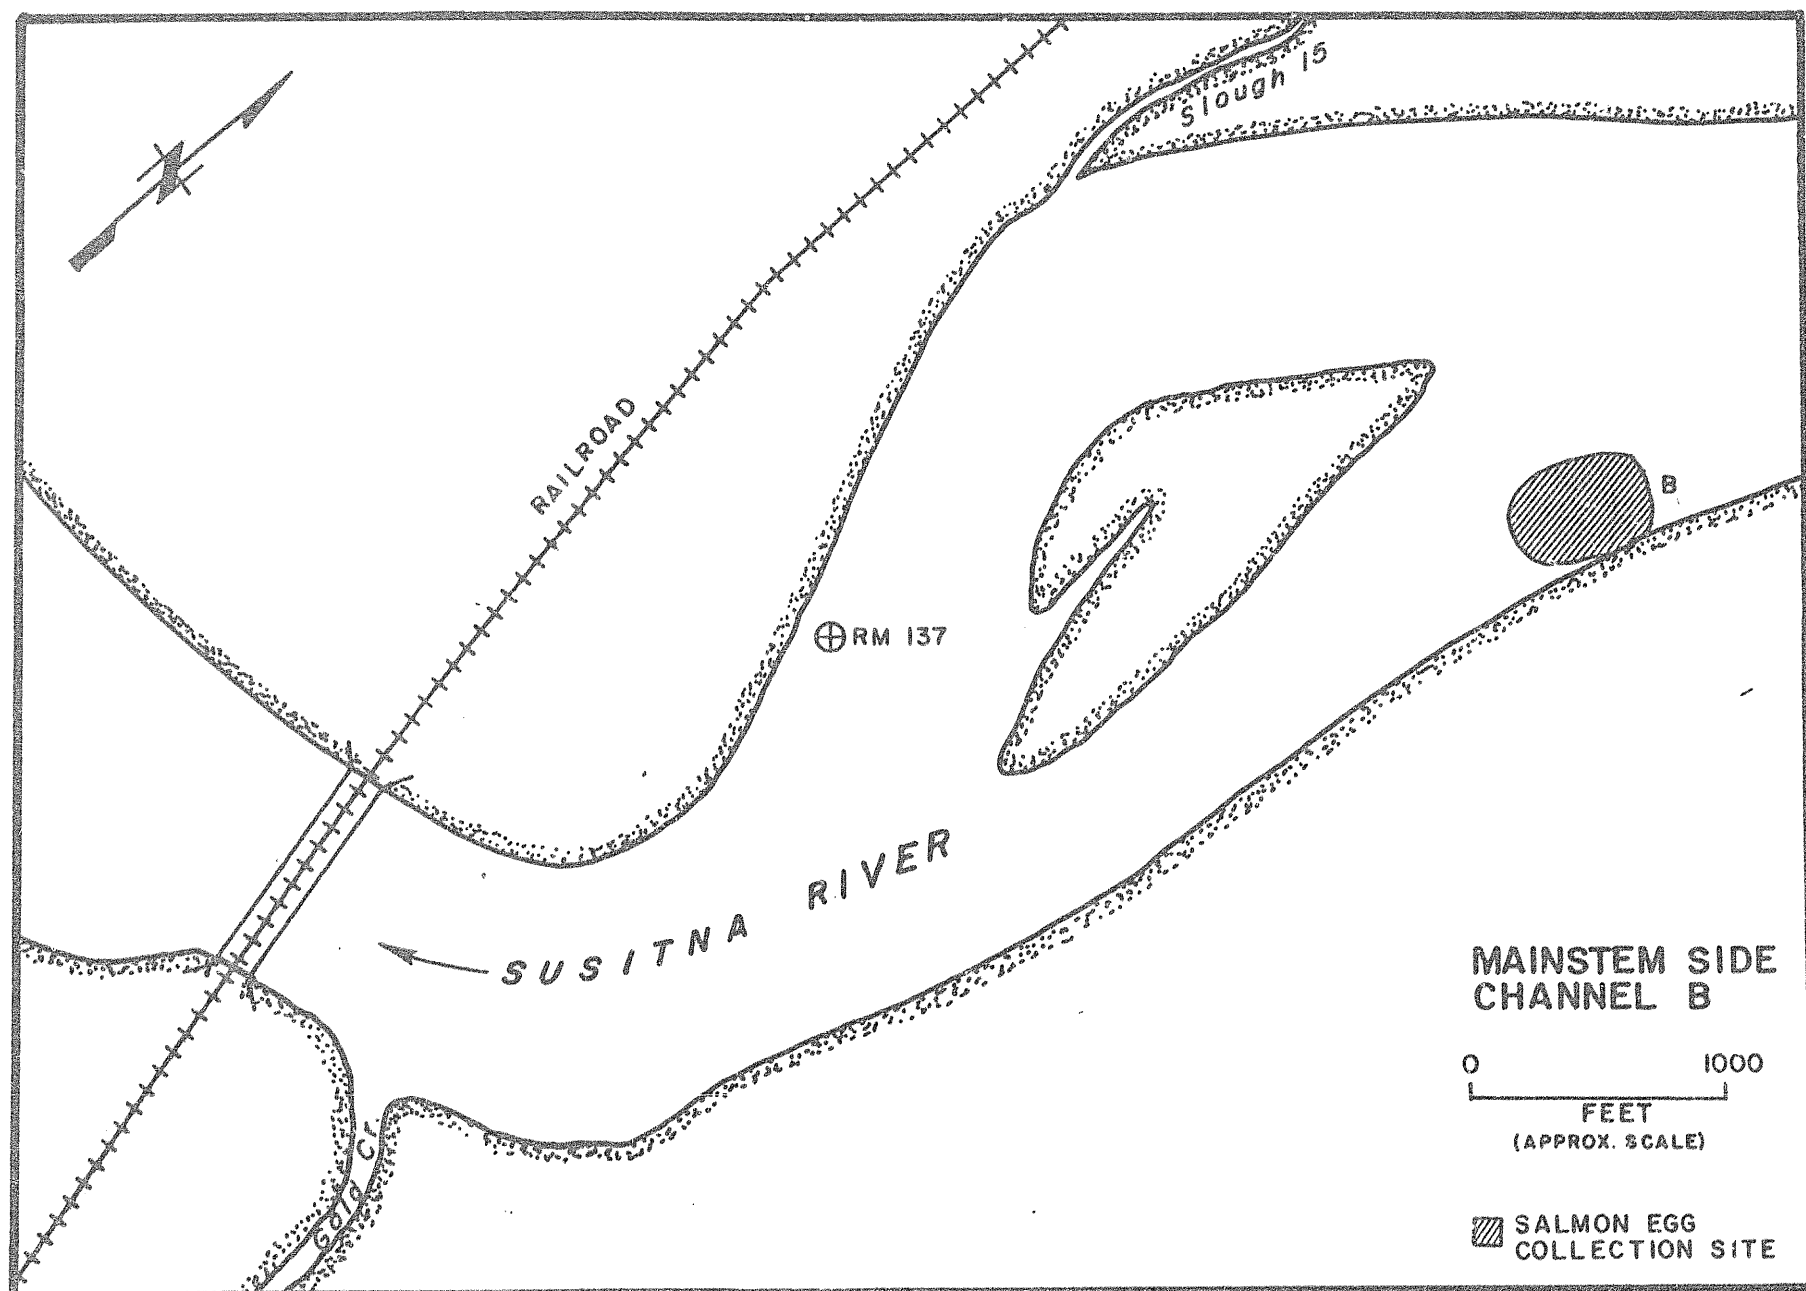 Slough 15
RAILROAD
B
RM 137
SUSITNA RIVER
MAINSTEM SIDE
CHANNEL B
0 1000
FEET
(APPROX. SCALE)
Gold Cr.
SALMON EGG
COLLECTION SITE